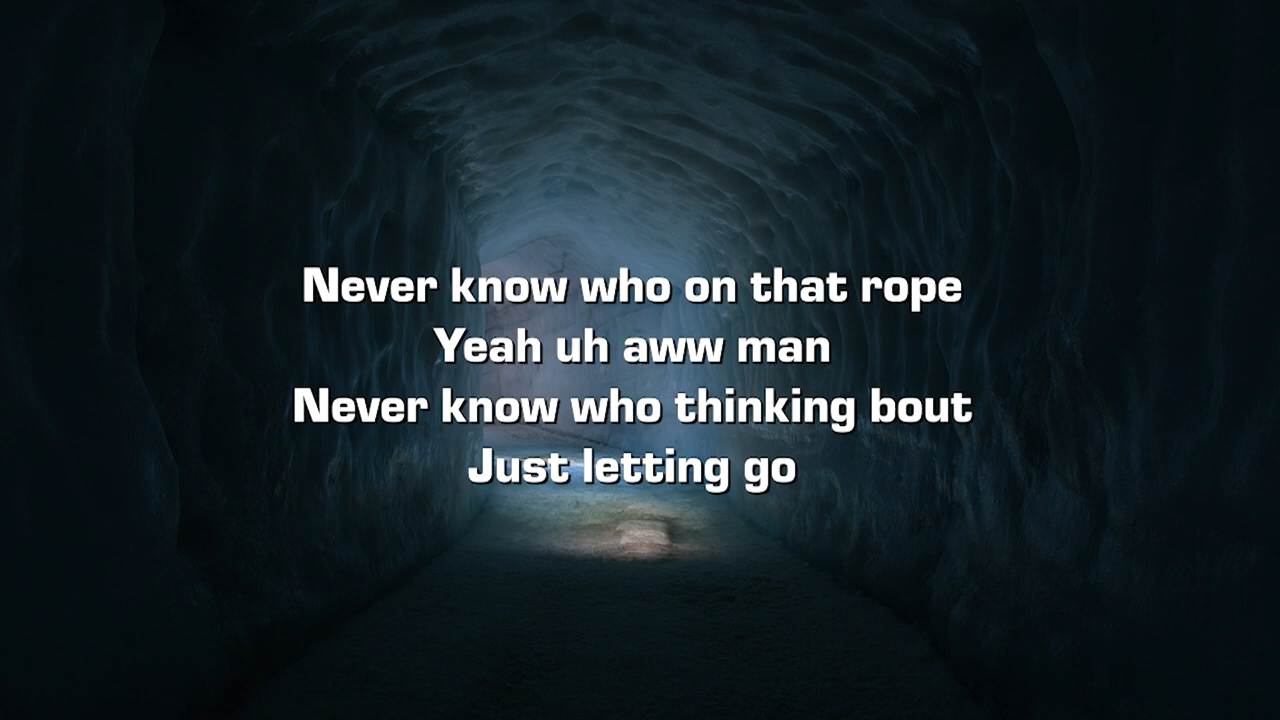 Never know who on that rope
Yeah uh aww man
Never know who thinking bout
Just letting go